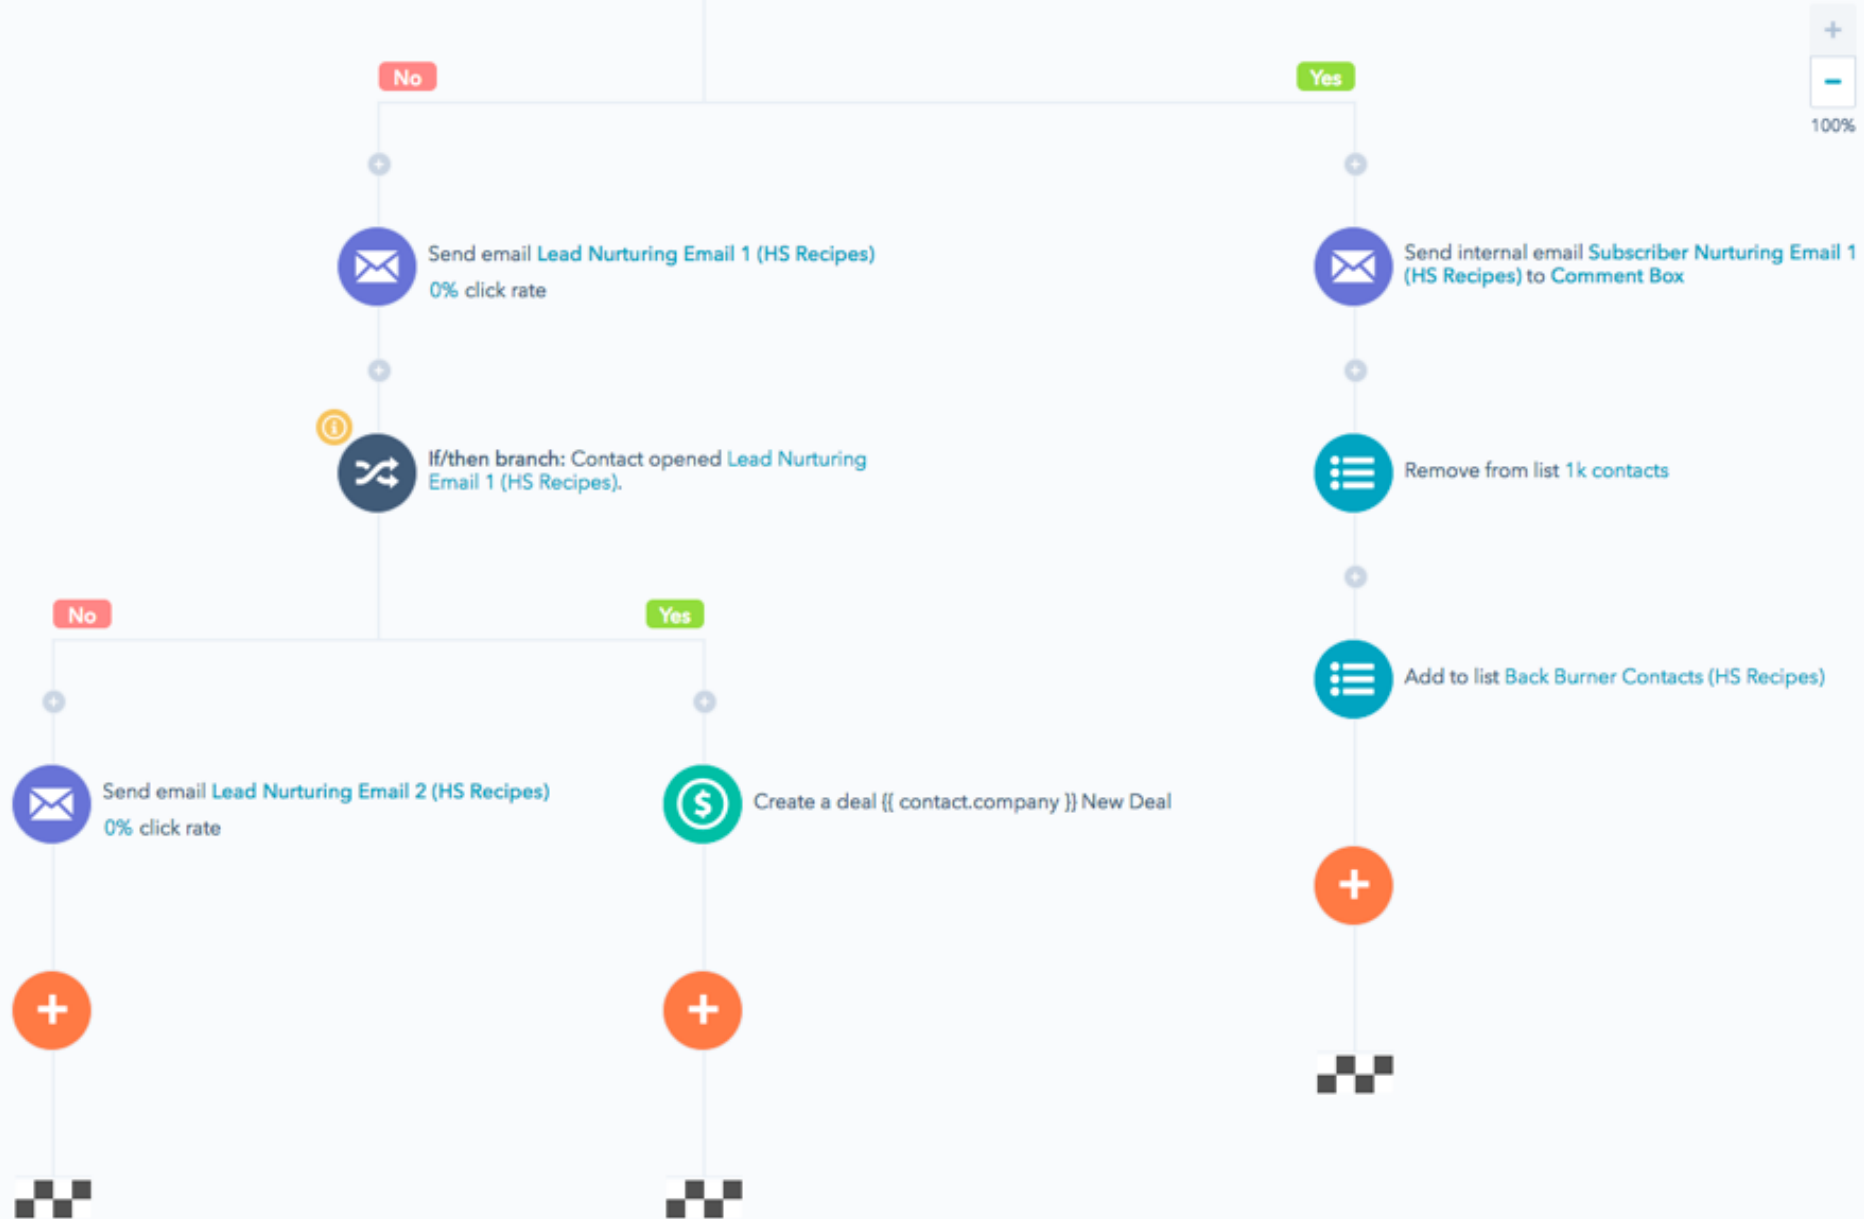 No
Yes
100%
Send email Lead Nurturing Email 1 (HS Recipes)
0% click rate
Send internal email Subscriber Nurturing Email 1
(HS Recipes) to Comment Box
If/then branch: Contact opened Lead Nurturing
Email 1 (HS Recipes).
Remove from list 1k contacts
No
Yes
Add to list Back Burner Contacts (HS Recipes)
Send email Lead Nurturing Email 2 (HS Recipes)
0% click rate
Create a deal {{ contact.company }} New Deal